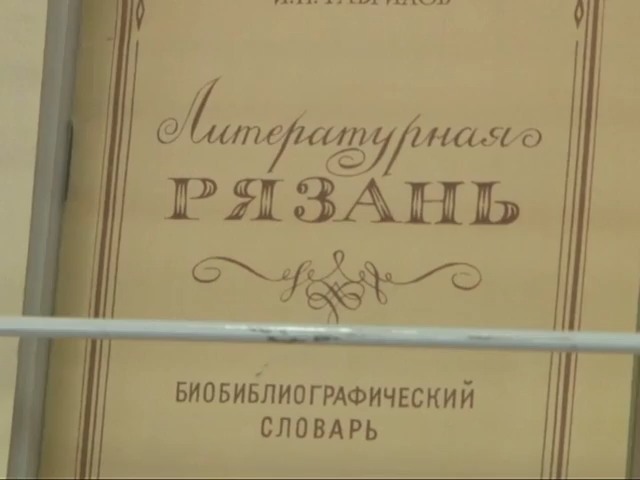 Литературная
РЯЗАНЬ
БИОБИБЛИОГРАФИЧЕСКИЙ
СЛОВАРЬ